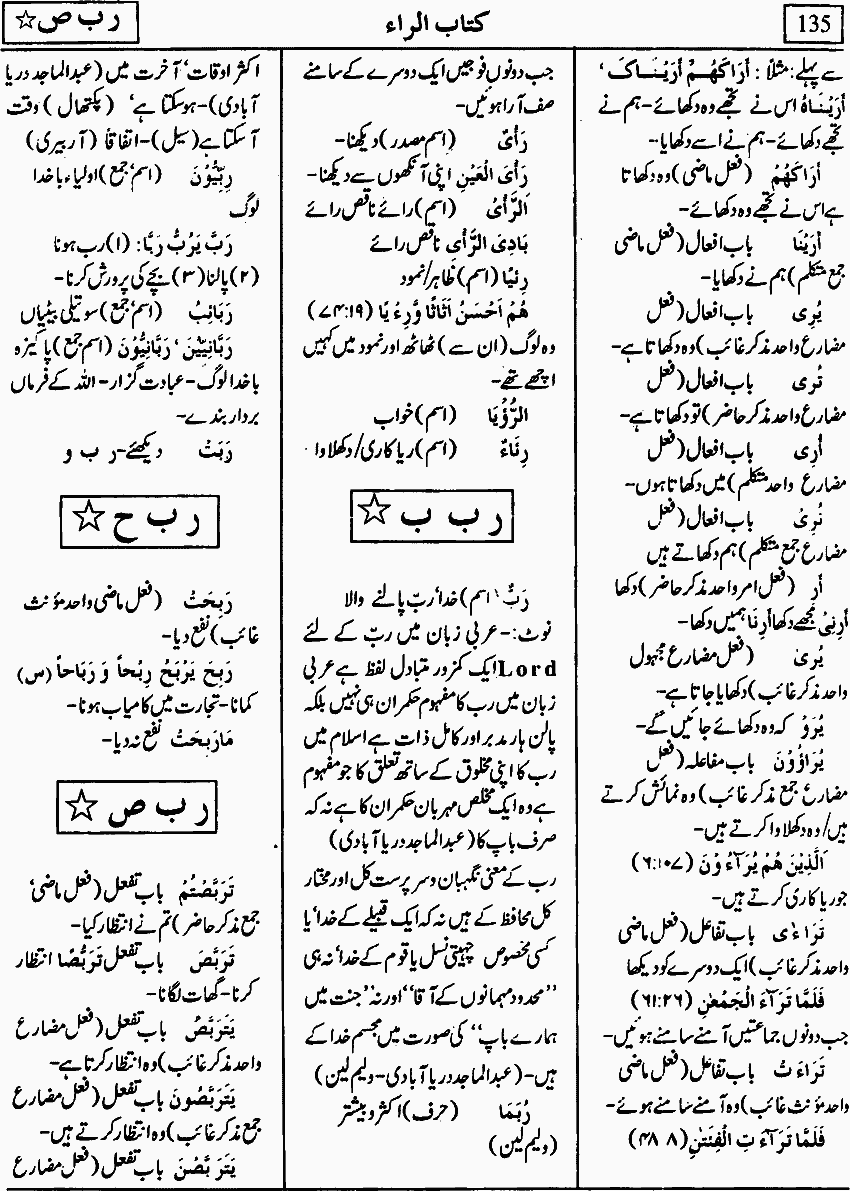 135
کتاب الراء
ر ب ص ☆
سے پہلے: مثلاً: أَرَاکَهُمْ أَرَیْنَاکَ ‘
أَرَیْنَاهُ اس نے تجھے وہ دکھائے-ہم نے
تجھے دکھائے-ہم نے اسے دکھایا-
أَرَاکَهُمْ (فعل ماضی) وہ دکھاتا
ہے اس نے تجھے وہ دکھائے-
أَرَیْنَا باب افعال (فعل ماضی
جمع متکلم) ہم نے دکھایا-
یُرِی باب افعال (فعل
مضارع واحد مذکر غائب) وہ دکھاتا ہے-
تُرِی باب افعال (فعل
مضارع واحد مذکر حاضر) تو دکھاتا ہے-
أُرِی باب افعال (فعل
مضارع واحد متکلم) میں دکھاتا ہوں-
نُرِیْ باب افعال (فعل
مضارع جمع متکلم) ہم دکھاتے ہیں
أَرِ (فعل امر واحد مذکر حاضر) دکھا
أَرِنِیْ مجھے دکھا أَرِنَا ہمیں دکھا-
یُرٰی (فعل مضارع مجہول
واحد مذکر غائب) دکھایا جاتا ہے-
یُرَوْ کہ وہ دکھائے جائیں گے-
یُرَاؤُوْنَ باب مفاعلہ (فعل
مضارع جمع مذکر غائب) وہ نمائش کرتے
ہیں/وہ دکھلاوا کرتے ہیں-
اَلَّذِیْنَ هُمْ یُرَآءُ وْنَ (۶:۱۰۷)
جو ریا کاری کرتے ہیں-
تَرَاءٰی باب تفاعل (فعل ماضی
واحد مذکر غائب) ایک دوسرے کو دیکھا
فَلَمَّا تَرَآءَ الْجَمْعٰنِ (۶۱:۲۶)
جب دونوں جماعتیں آمنے سامنے ہوئیں-
تَرَاءَ تْ باب تفاعل (فعل ماضی
واحد مؤنث غائب) وہ آمنے سامنے ہوئے-
فَلَمَّا تَرَآءَ تِ الْفِئَتٰنِ (۴۸ ۸)
جب دونوں فوجیں ایک دوسرے کے سامنے
صف آرا ہوئیں-
رَأْیٌ (اسم مصدر) دیکھنا-
رَأْیَ الْعَیْنِ اپنی آنکھوں سے دیکھنا-
اَلرَّأْیُ (اسم) رائے ناقص رائے
بَادِیَ الرَّأْیِ ناقص رائے
رِئْیًا (اسم) ظاہر/نمود
هُمْ اَحْسَنُ اَثَاثًا وَّرِءْیًا (۷۴:۱۹)
وہ لوگ (ان سے) ٹھاٹھ اور نمود میں کہیں
اچھے تھے-
الرُّؤْیَا (اسم) خواب
رِئَاءٌ (اسم) ریا کاری/دکھلاوا
ر ب ب ☆
رَبٌّ (اسم) خدا’ ربّ پالنے والا
نوٹ:-عربی زبان میں ربّ کے لئے
Lord ایک کمزور متبادل لفظ ہے عربی
زبان میں رب کا مفہوم حکمران ہی نہیں بلکہ
پالن ہار مدبر اور کامل ذات ہے اسلام میں
رب کا اپنی مخلوق کے ساتھ تعلق کا جو مفہوم
ہے وہ ایک مخلص مہربان حکمران کا ہے نہ کہ
صرف باپ کا (عبدالماجد دریا آبادی)
رب کے معنی نگہبان و سرپرست کل اور مختار
کل محافظ کے ہیں نہ کہ ایک قبیلے کے خدا’ یا
کسی مخصوص چہیتی نسل یا قوم کے خدا’ نہ ہی
‘‘محدود مہمانوں کے آقا’’ اور نہ ’’جنت میں
ہمارے باپ‘‘ کی صورت میں مجسم خدا کے
ہیں-(عبدالماجد دریا آبادی-ولیم لین)
رُبَمَا (حرف) اکثر و بیشتر
(ولیم لین)
اکثر اوقات’ آخرت میں (عبدالماجد دریا
آبادی)-ہو سکتا ہے’ (پکتھال) وقت
آ سکتا ہے (سیل)-اتفاقاً (آربیری)
رِبِّیُّوْنَ (اسم’ جمع) اولیاء باخدا
لوگ
رَبَّ یَرُبُّ رَبًّا: (۱) رب ہونا
(۲) پالنا (۳) بچے کی پرورش کرنا-
رَبَائِبُ (اسم’ جمع) سوتیلی بیٹیاں
رَبَّانِیّیْنَ’ رَبَّانِیُّوْنَ (اسم جمع) پاکیزہ
باخدا لوگ-عبادت گزار-اللہ کے فرماں
بردار بندے-
رَبَتْ دیکھئے-ر ب و
ر ب ح ☆
رَبِحَتْ (فعل ماضی واحد مؤنث
غائب) نفع دیا-
رَبِحَ یَرْبَحُ رِبْحاً وَ رَبَاحاً (س)
کمانا-تجارت میں کامیاب ہونا-
مَارَبِحَتْ نفع نہ دیا-
ر ب ص ☆
تَرَبَّصْتُمْ باب تفعل (فعل ماضی’
جمع مذکر حاضر) تم نے انتظار کیا-
تَرَبَّصَ باب تفعل تَرَبُّصًا انتظار
کرنا-گھات لگانا-
یَتَرَبَّصُ باب تفعل (فعل مضارع
واحد مذکر غائب) وہ انتظار کرتا ہے-
یَتَرَبَّصُونَ باب تفعل (فعل مضارع
جمع مذکر غائب) وہ انتظار کرتے ہیں-
یَتَرَبَّصْنَ باب تفعل (فعل مضارع